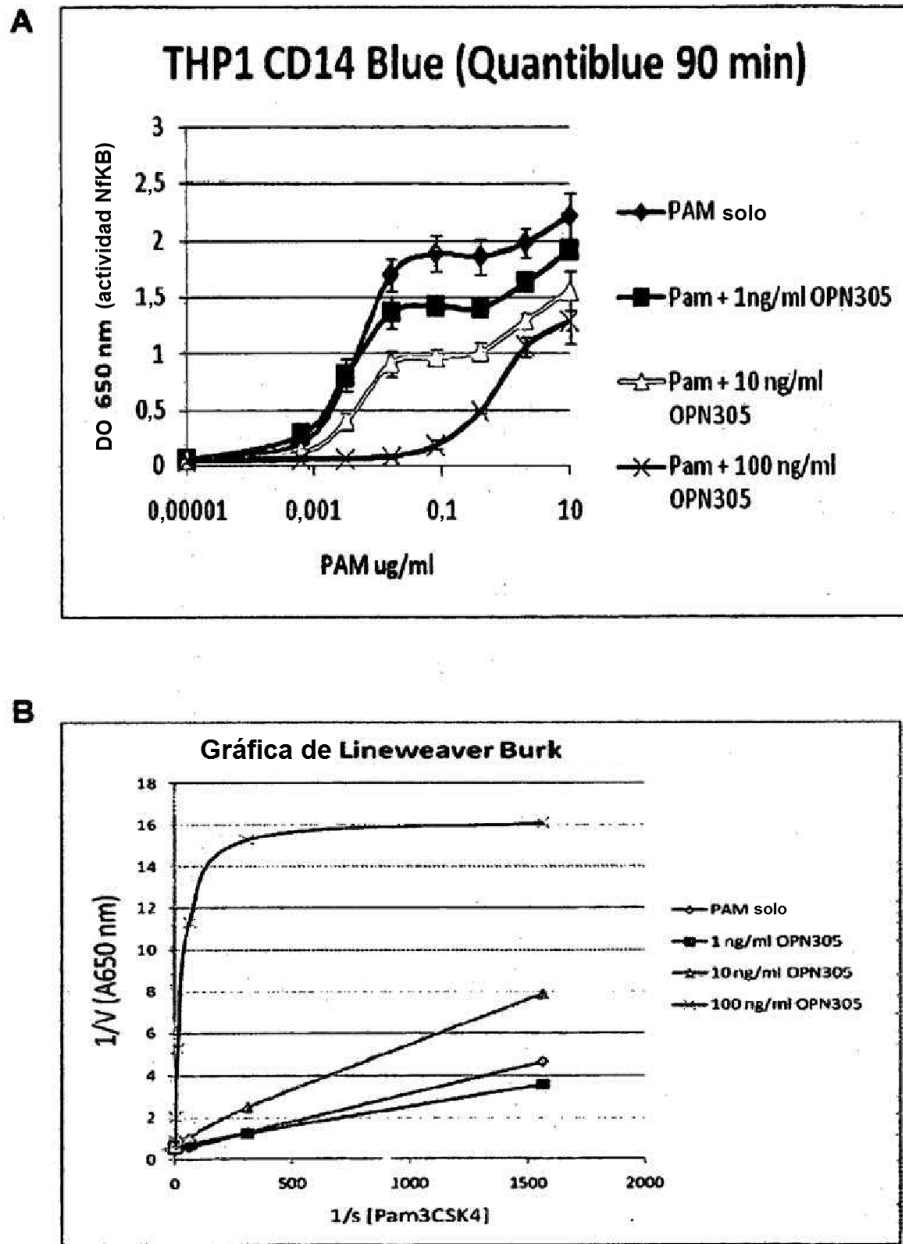 A
THP1 CD14 Blue (Quantiblue 90 min)
3
2,5
2
1,5
1
0,5
0
DO 650 nm (actividad NfKB)
0,00001
0,001
0,1
10
PAM ug/ml
PAM solo
Pam + 1ng/ml OPN305
Pam + 10 ng/ml
OPN305
Pam + 100 ng/ml
OPN305
B
Gráfica de Lineweaver Burk
18
16
14
12
10
8
6
4
2
0
1/V (A650 nm)
0
500
1000
1500
2000
1/s [Pam3CSK4]
PAM solo
1 ng/ml OPN305
10 ng/ml OPN305
100 ng/ml OPN305